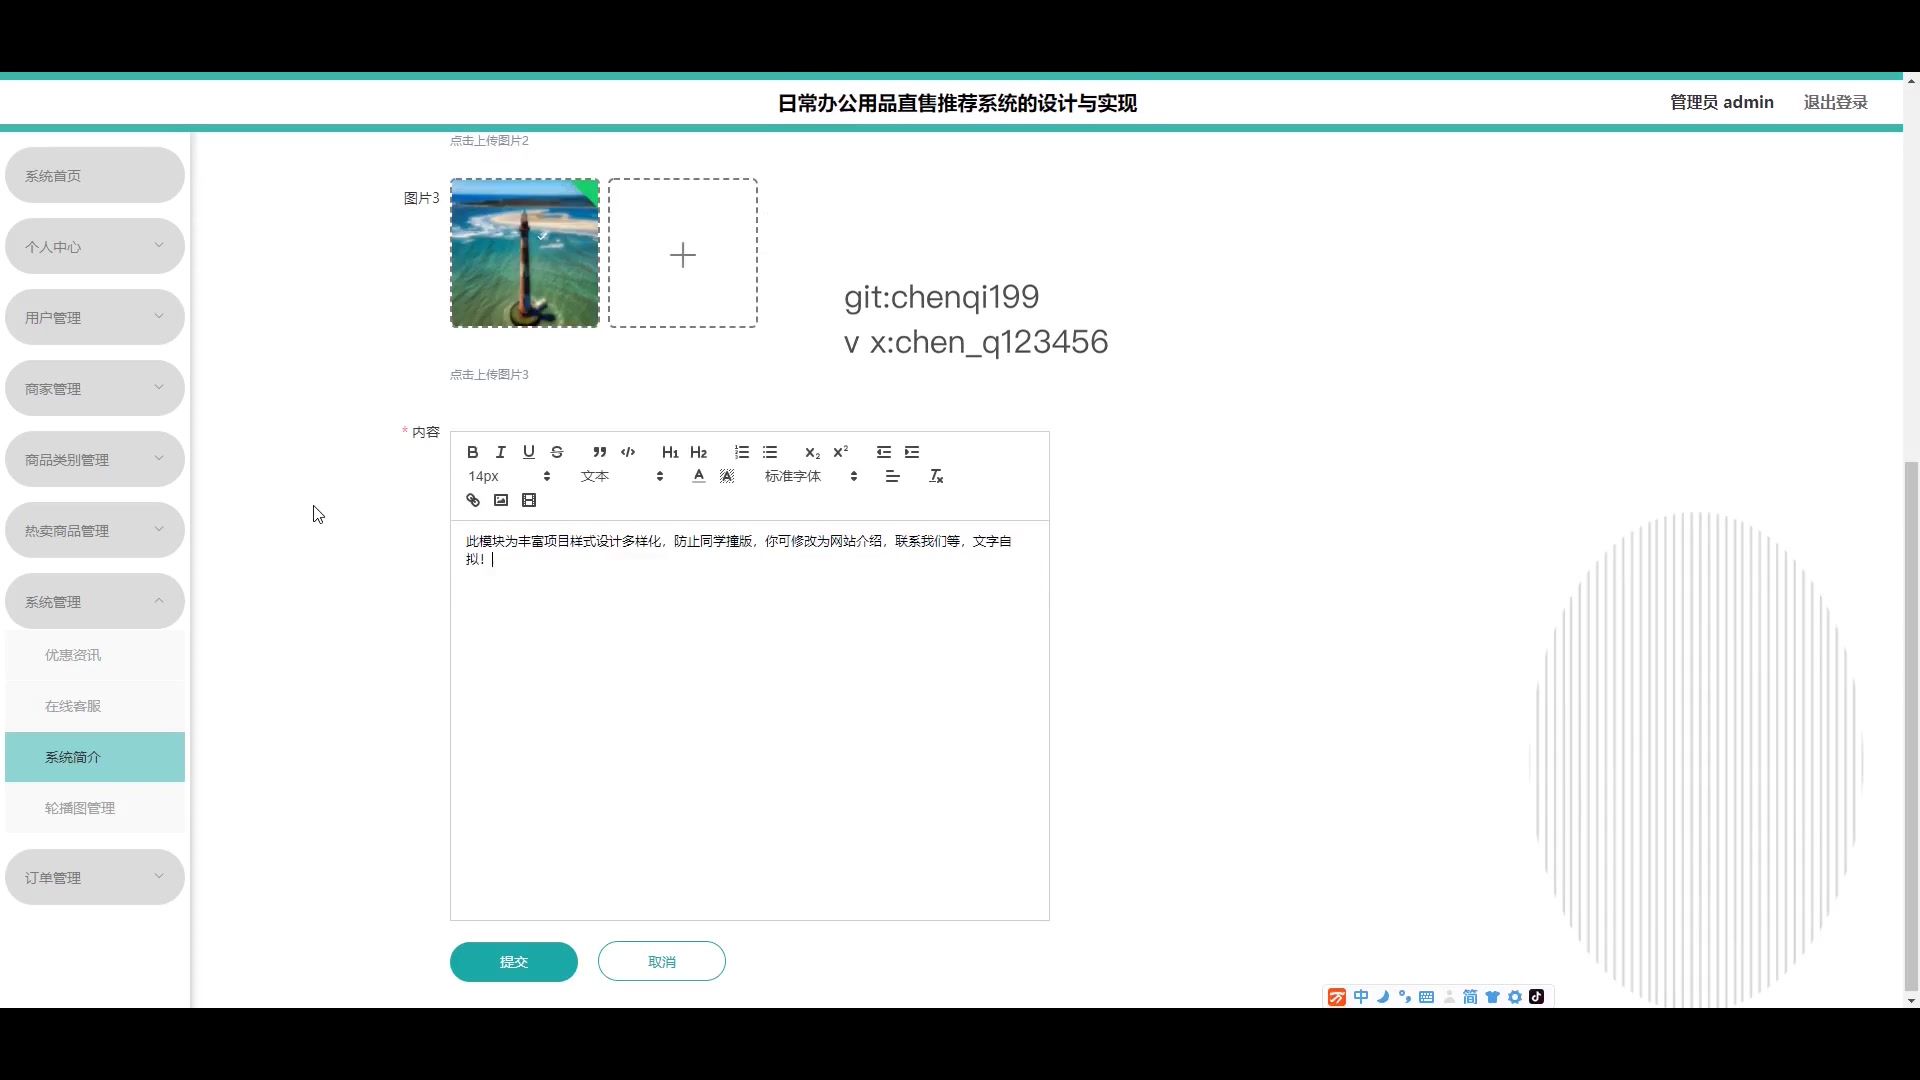 日常办公用品直售推荐系统的设计与实现
管理员 admin
退出登录
系统首页
个人中心
用户管理
商家管理
商品类别管理
热卖商品管理
系统管理
优惠资讯
在线客服
系统简介
轮播图管理
订单管理
点击上传图片2
图片3
git:chenqi199
v x:chen_q123456
点击上传图片3
* 内容
B I U S H1 H2 X2 X2
14px 文本 A A 标准字体 Tx
此模块为丰富项目样式设计多样化，防止同学撞版，你可修改为网站介绍，联系我们等，文字自
拟！
提交
取消
中 简